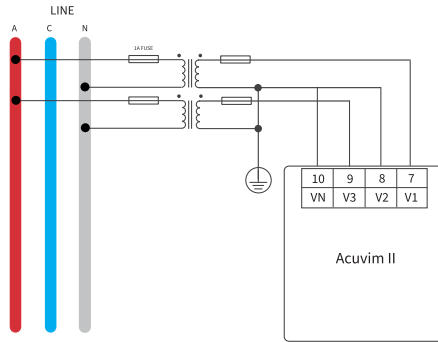 LINE
A C N
1A FUSE
10 9 8 7
VN V3 V2 V1
Acuvim II